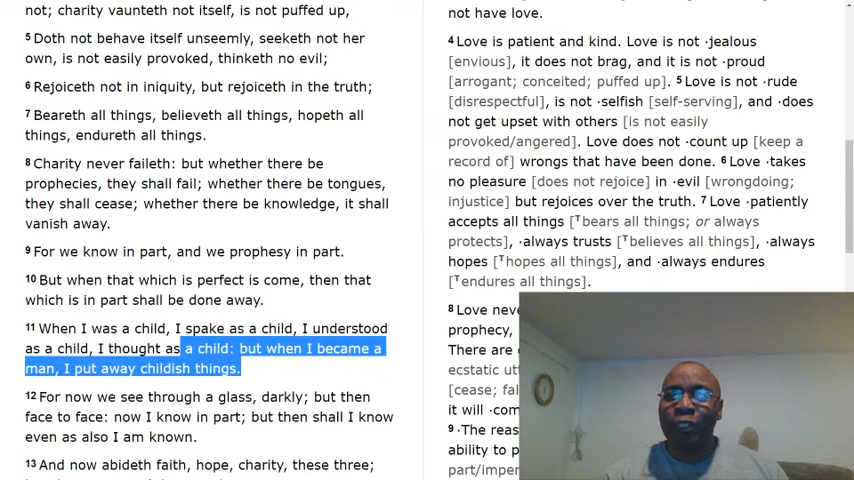 not; charity vaunteth not itself, is not puffed up,
5 Doth not behave itself unseemly, seeketh not her
own, is not easily provoked, thinketh no evil;
6 Rejoiceth not in iniquity, but rejoiceth in the truth;
7 Beareth all things, believeth all things, hopeth all
things, endureth all things.
8 Charity never faileth: but whether there be
prophecies, they shall fail; whether there be tongues,
they shall cease; whether there be knowledge, it shall
vanish away.
9 For we know in part, and we prophesy in part.
10 But when that which is perfect is come, then that
which is in part shall be done away.
11 When I was a child, I spake as a child, I understood
as a child, I thought as a child: but when I became a
man, I put away childish things.
12 For now we see through a glass, darkly; but then
face to face: now I know in part; but then shall I know
even as also I am known.
13 And now abideth faith, hope, charity, these three;
not have love.
4 Love is patient and kind. Love is not ·jealous
[envious], it does not brag, and it is not ·proud
[arrogant; conceited; puffed up]. 5 Love is not ·rude
[disrespectful], is not ·selfish [self-serving], and ·does
not get upset with others [is not easily
provoked/angered]. Love does not ·count up [keep a
record of] wrongs that have been done. 6 Love ·takes
no pleasure [does not rejoice] in ·evil [wrongdoing;
injustice] but rejoices over the truth. 7 Love ·patiently
accepts all things [ᵀbears all things; or always
protects], ·always trusts [ᵀbelieves all things], ·always
hopes [ᵀhopes all things], and ·always endures
[ᵀendures all things].
8 Love neve
prophecy,
There are
ecstatic utt
[cease; fal
it will ·com
9 The reas
ability to p
part/imper